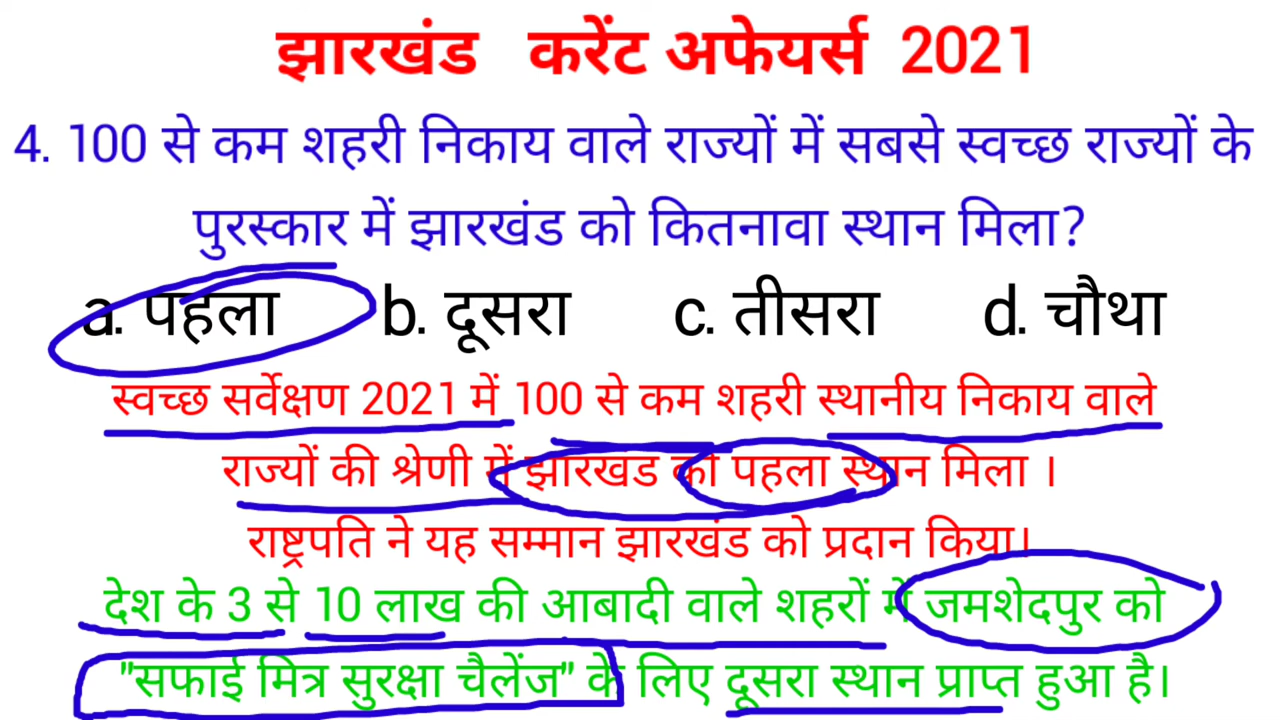 झारखंड करेंट अफेयर्स 2021
4. 100 से कम शहरी निकाय वाले राज्यों में सबसे स्वच्छ राज्यों के
पुरस्कार में झारखंड को कितनावा स्थान मिला?
a. पहला b. दूसरा c. तीसरा d. चौथा
स्वच्छ सर्वेक्षण 2021 में 100 से कम शहरी स्थानीय निकाय वाले
राज्यों की श्रेणी में झारखड को पहला स्थान मिला ।
राष्ट्रपति ने यह सम्मान झारखंड को प्रदान किया।
देश के 3 से 10 लाख की आबादी वाले शहरों में जमशेदपुर को
"सफाई मित्र सुरक्षा चैलेंज" के लिए दूसरा स्थान प्राप्त हुआ है।